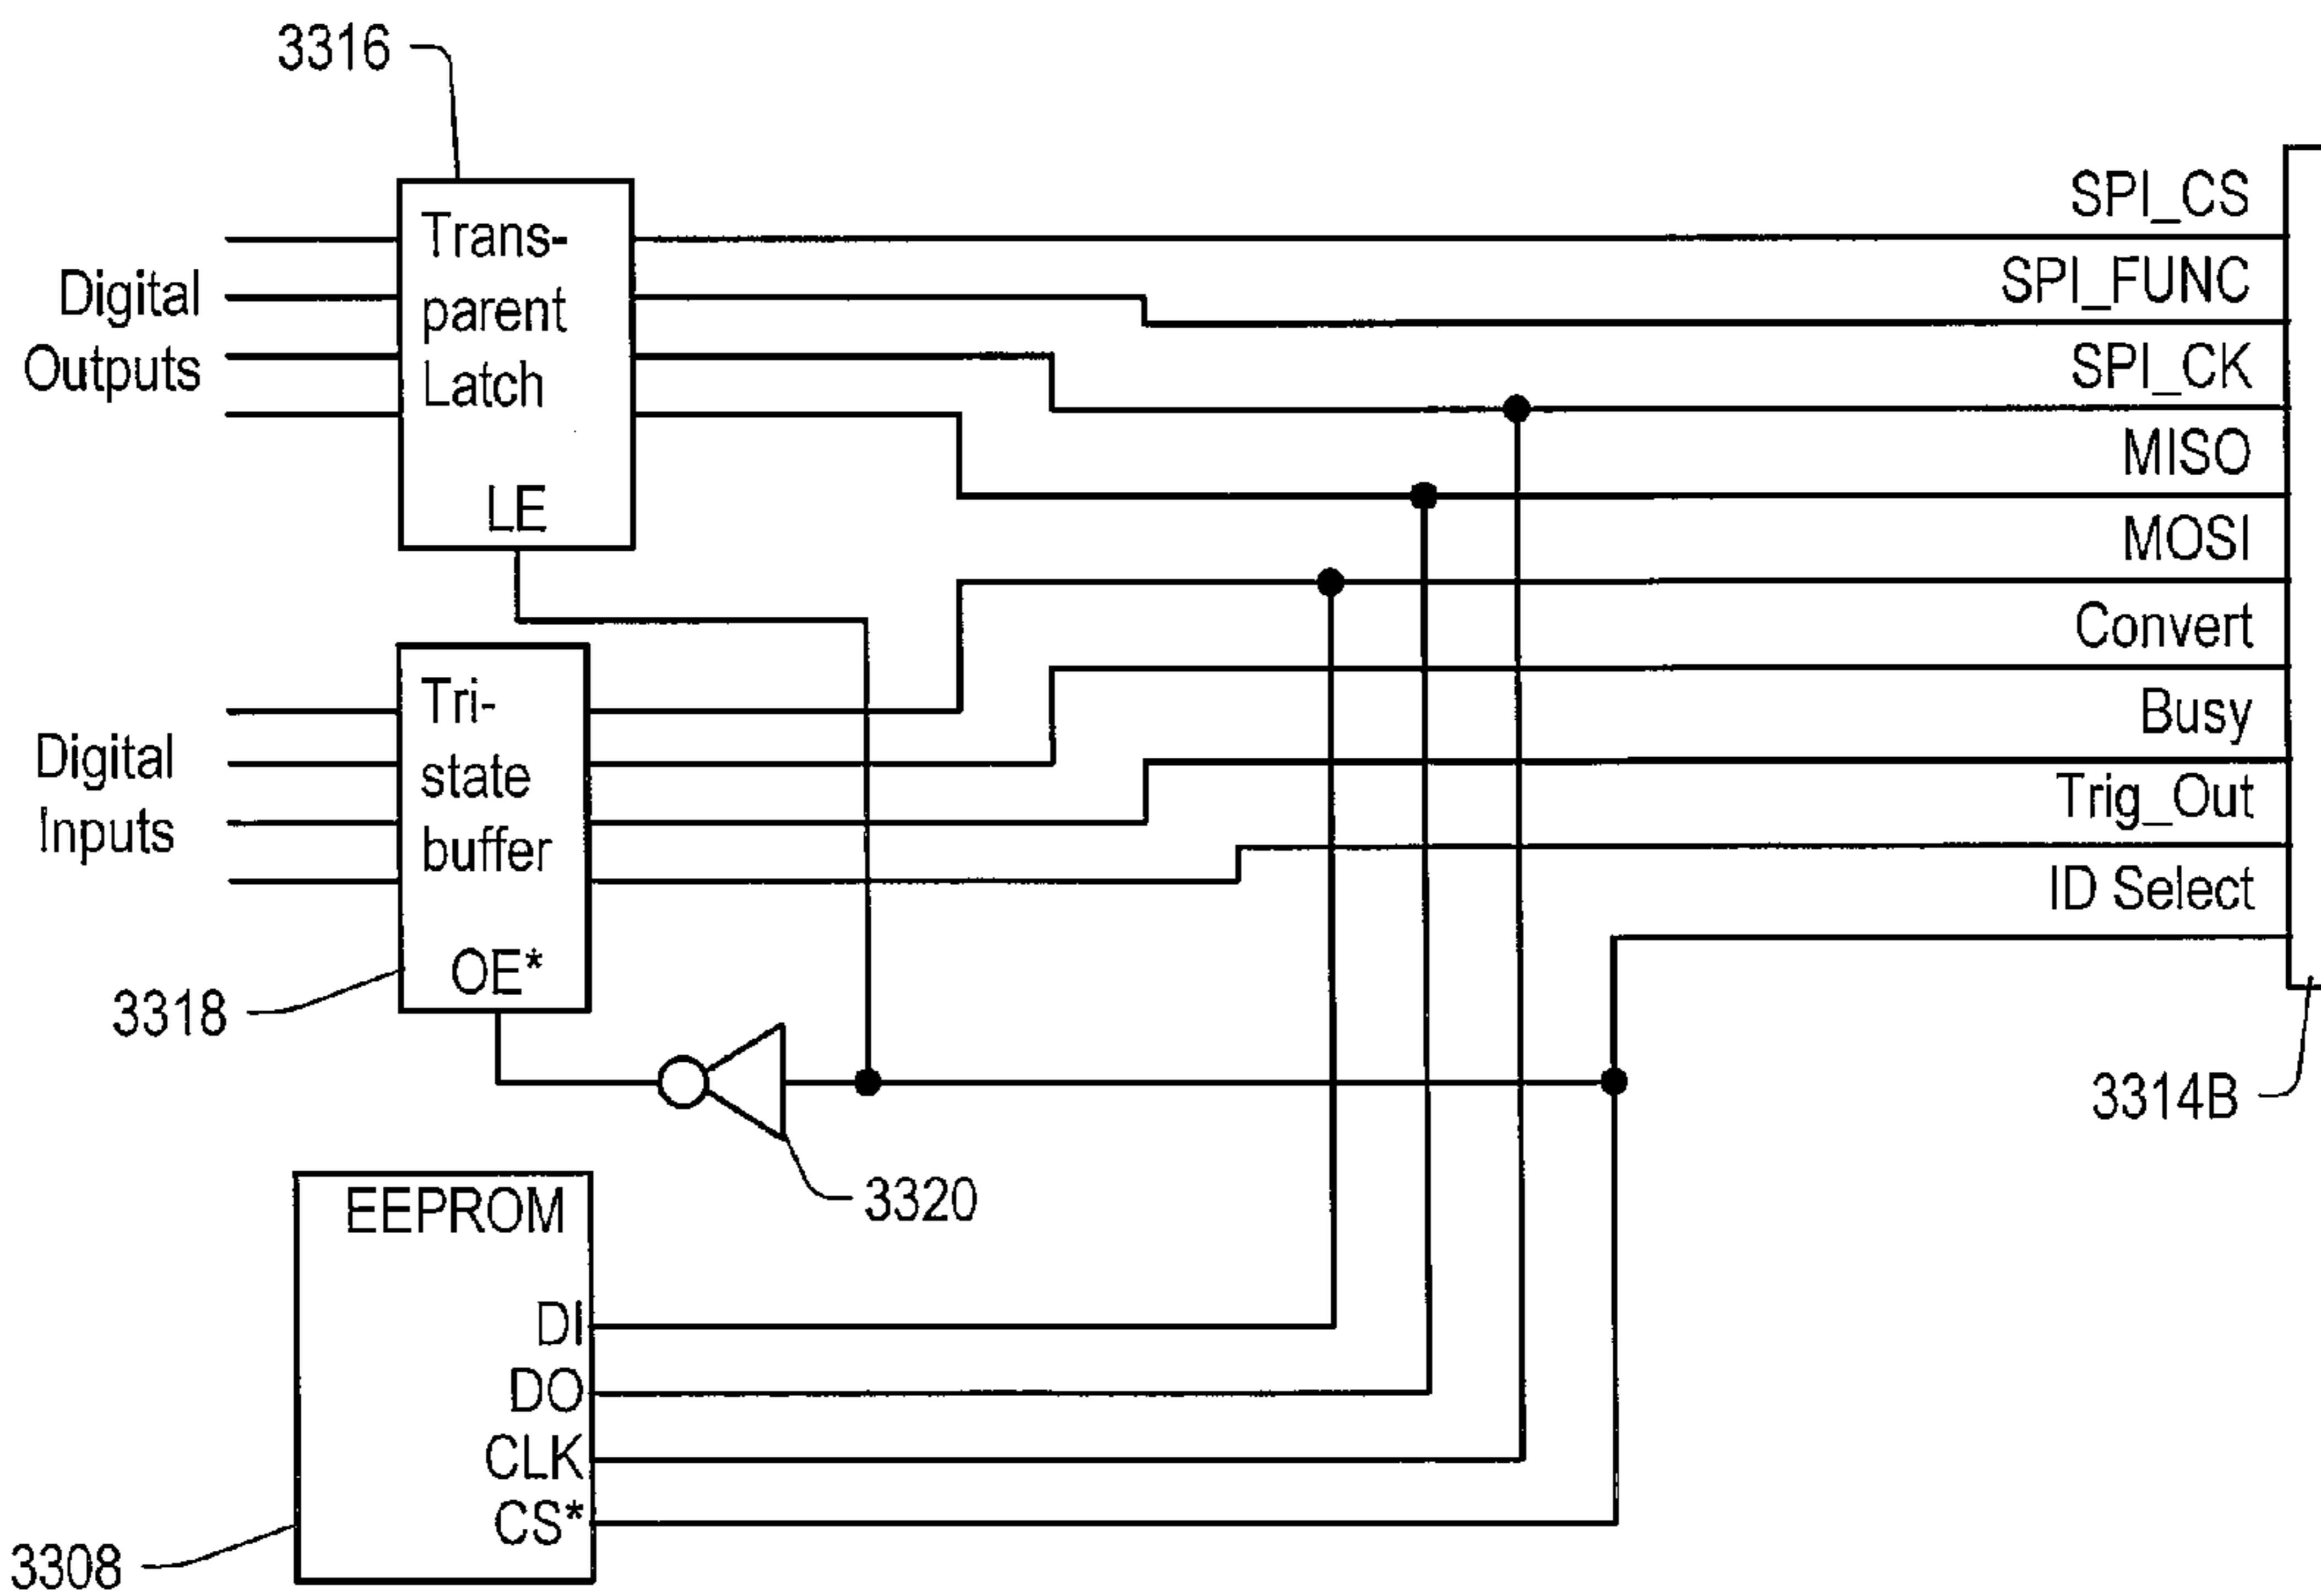 3316
Trans-
parent
Latch
LE
Digital
Outputs
SPI_CS
SPI_FUNC
SPI_CK
MISO
MOSI
Convert
Busy
Trig_Out
ID Select
Tri-
state
buffer
OE*
Digital
Inputs
3318
3314B
3320
EEPROM
DI
DO
CLK
CS*
3308